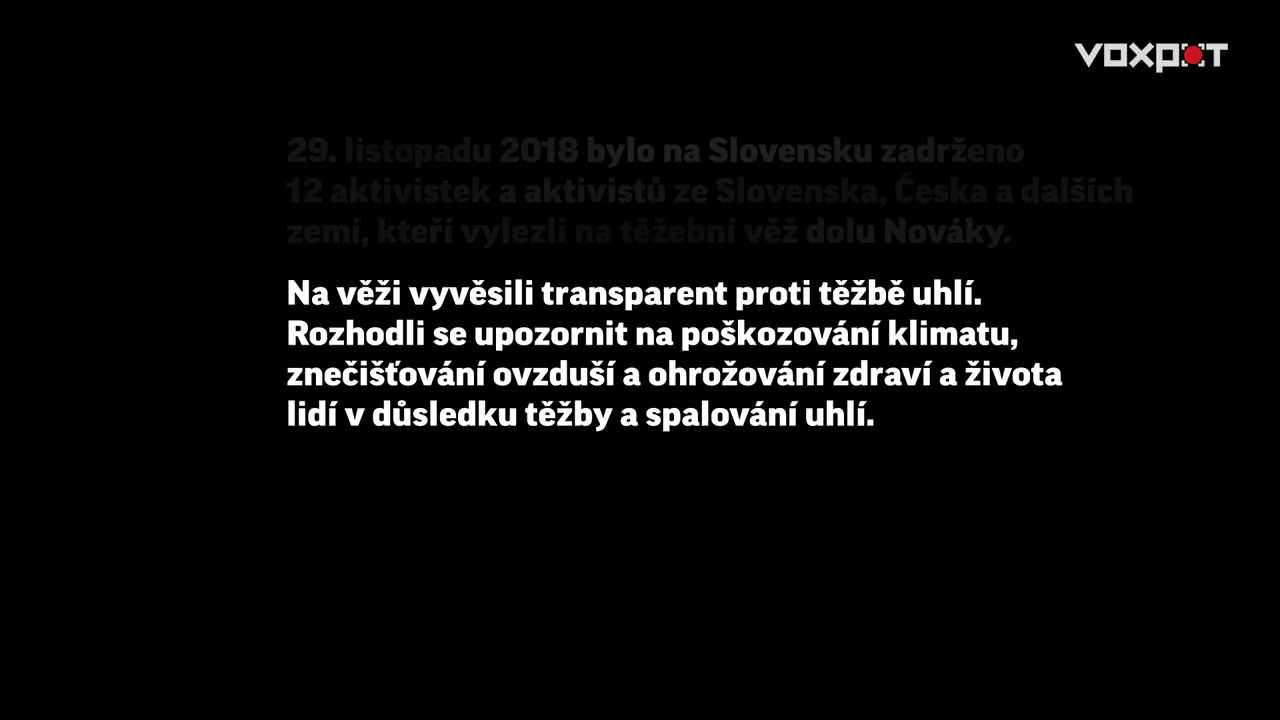 VOXPOT
29. listopadu 2018 bylo na Slovensku zadrženo
12 aktivistek a aktivistů ze Slovenska, Česka a dalších
zemí, kteří vylezli na těžební věž dolu Nováky.
Na věži vyvěsili transparent proti těžbě uhlí.
Rozhodli se upozornit na poškozování klimatu,
znečišťování ovzduší a ohrožování zdraví a života
lidí v důsledku těžby a spalování uhlí.